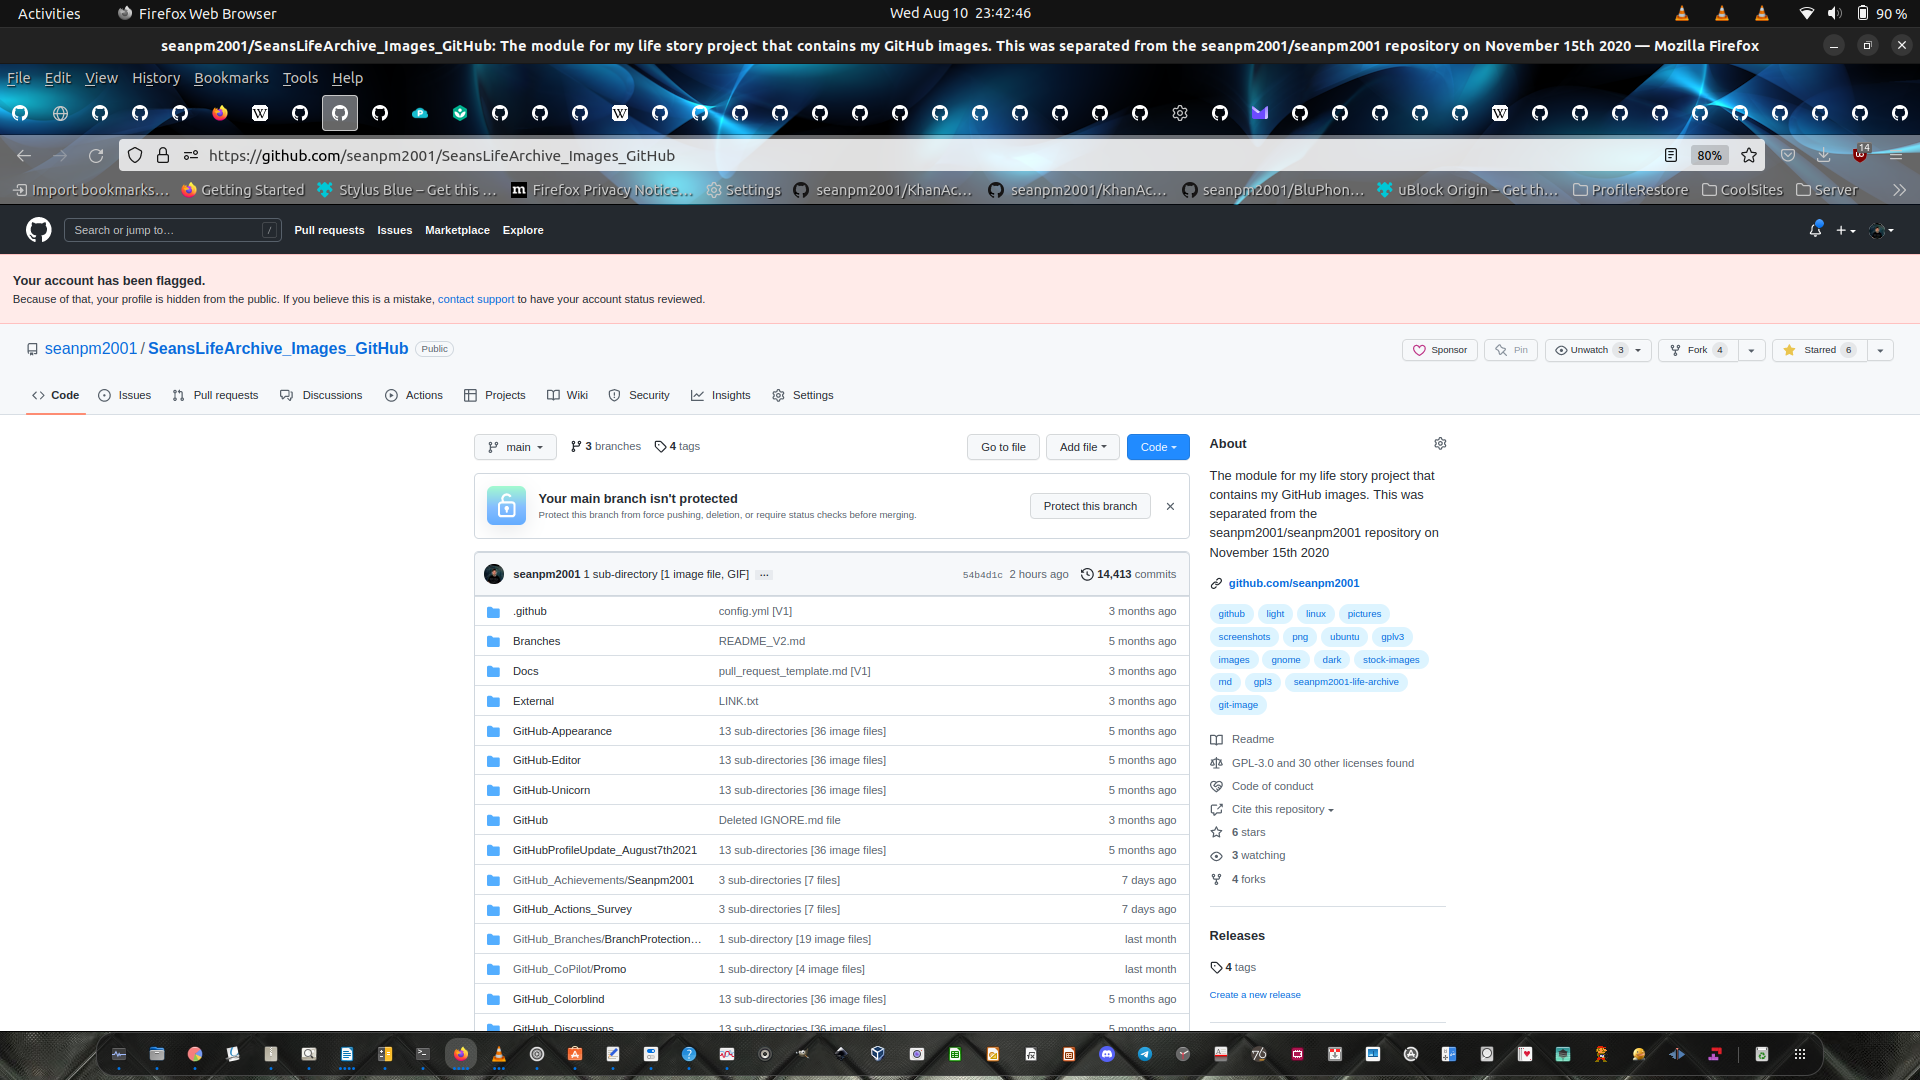 Activities
Firefox Web Browser
Wed Aug 10  23:42:46
90 %
seanpm2001/SeansLifeArchive_Images_GitHub: The module for my life story project that contains my GitHub images. This was separated from the seanpm2001/seanpm2001 repository on November 15th 2020 — Mozilla Firefox
File Edit View History Bookmarks Tools Help
https://github.com/seanpm2001/SeansLifeArchive_Images_GitHub
80%
14
Import bookmarks… Getting Started Stylus Blue – Get this … Firefox Privacy Notice… Settings seanpm2001/KhanAc… seanpm2001/KhanAc… seanpm2001/BluPhon… uBlock Origin – Get th… ProfileRestore CoolSites Server
Search or jump to… /
Pull requests Issues Marketplace Explore
Your account has been flagged.
Because of that, your profile is hidden from the public. If you believe this is a mistake, contact support to have your account status reviewed.
seanpm2001 / SeansLifeArchive_Images_GitHub Public
Sponsor Pin Unwatch 3 Fork 4 Starred 6
Code Issues Pull requests Discussions Actions Projects Wiki Security Insights Settings
main 3 branches 4 tags
Go to file Add file Code
Your main branch isn't protected
Protect this branch from force pushing, deletion, or require status checks before merging.
Protect this branch
seanpm2001 1 sub-directory [1 image file, GIF] … 54b4d1c 2 hours ago 14,413 commits
.github config.yml [V1] 3 months ago
Branches README_V2.md 5 months ago
Docs pull_request_template.md [V1] 3 months ago
External LINK.txt 3 months ago
GitHub-Appearance 13 sub-directories [36 image files] 5 months ago
GitHub-Editor 13 sub-directories [36 image files] 5 months ago
GitHub-Unicorn 13 sub-directories [36 image files] 5 months ago
GitHub Deleted IGNORE.md file 3 months ago
GitHubProfileUpdate_August7th2021 13 sub-directories [36 image files] 5 months ago
GitHub_Achievements/Seanpm2001 3 sub-directories [7 files] 7 days ago
GitHub_Actions_Survey 3 sub-directories [7 files] 7 days ago
GitHub_Branches/BranchProtection… 1 sub-directory [19 image files] last month
GitHub_CoPilot/Promo 1 sub-directory [4 image files] last month
GitHub_Colorblind 13 sub-directories [36 image files] 5 months ago
GitHub_Discussions 13 sub-directories [36 image files] 5 months ago
About
The module for my life story project that
contains my GitHub images. This was
separated from the
seanpm2001/seanpm2001 repository on
November 15th 2020
github.com/seanpm2001
github light linux pictures
screenshots png ubuntu gplv3
images gnome dark stock-images
md gpl3 seanpm2001-life-archive
git-image
Readme
GPL-3.0 and 30 other licenses found
Code of conduct
Cite this repository
6 stars
3 watching
4 forks
Releases
4 tags
Create a new release